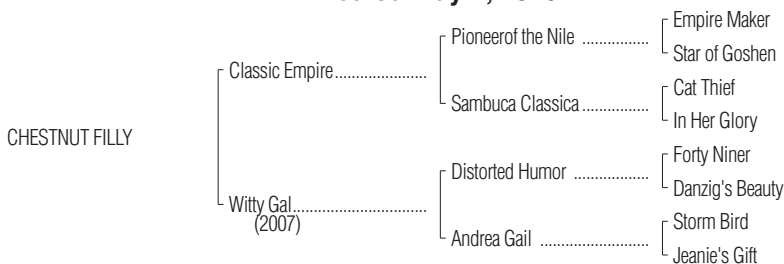 Empire Maker
Pioneerof the Nile ................
Star of Goshen
Classic Empire......................
Cat Thief
Sambuca Classica ................
In Her Glory
CHESTNUT FILLY
Forty Niner
Distorted Humor ..................
Danzig's Beauty
Witty Gal................................
(2007)
Storm Bird
Andrea Gail ..........................
Jeanie's Gift